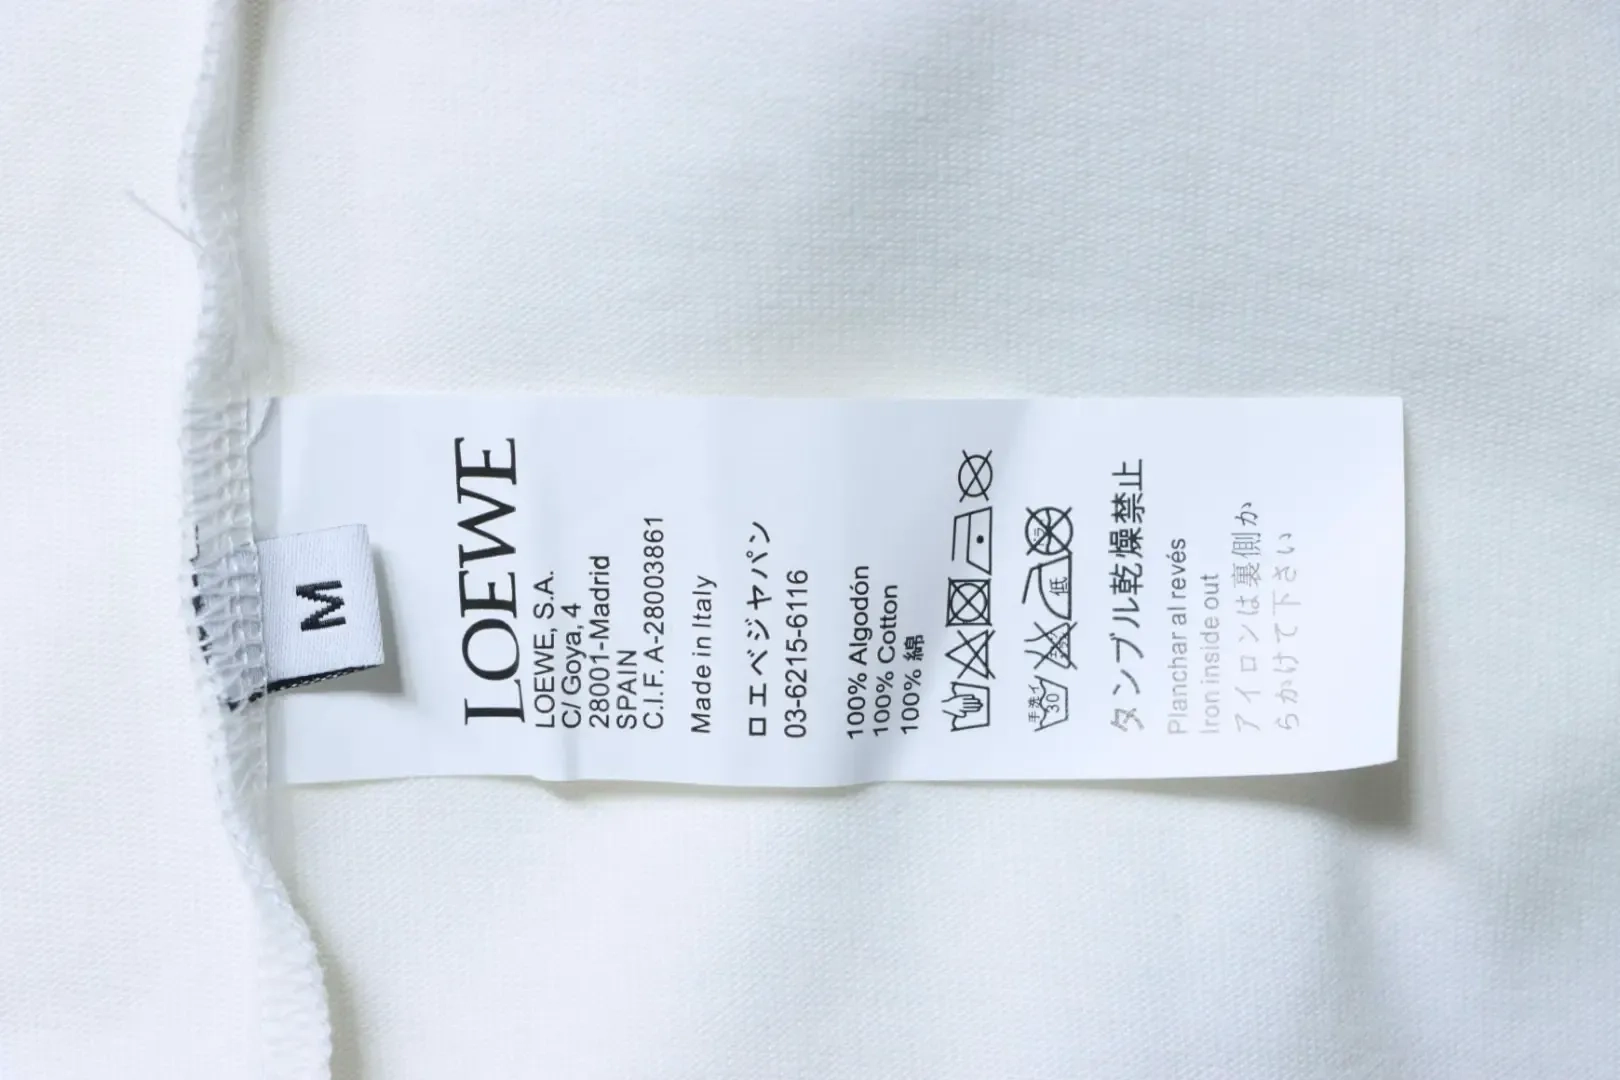 M
LOEWE
LOEWE, S.A.
C/ Goya, 4
28001-Madrid
SPAIN
C.I.F. A-28003861
Made in Italy
ロエベジャパン
03-6215-6116
100% Algodón
100% Cotton
100% 綿
手洗イ
30
低
タンブル乾燥禁止
Planchar al revés
Iron inside out
アイロンは裏側か
らかけて下さい